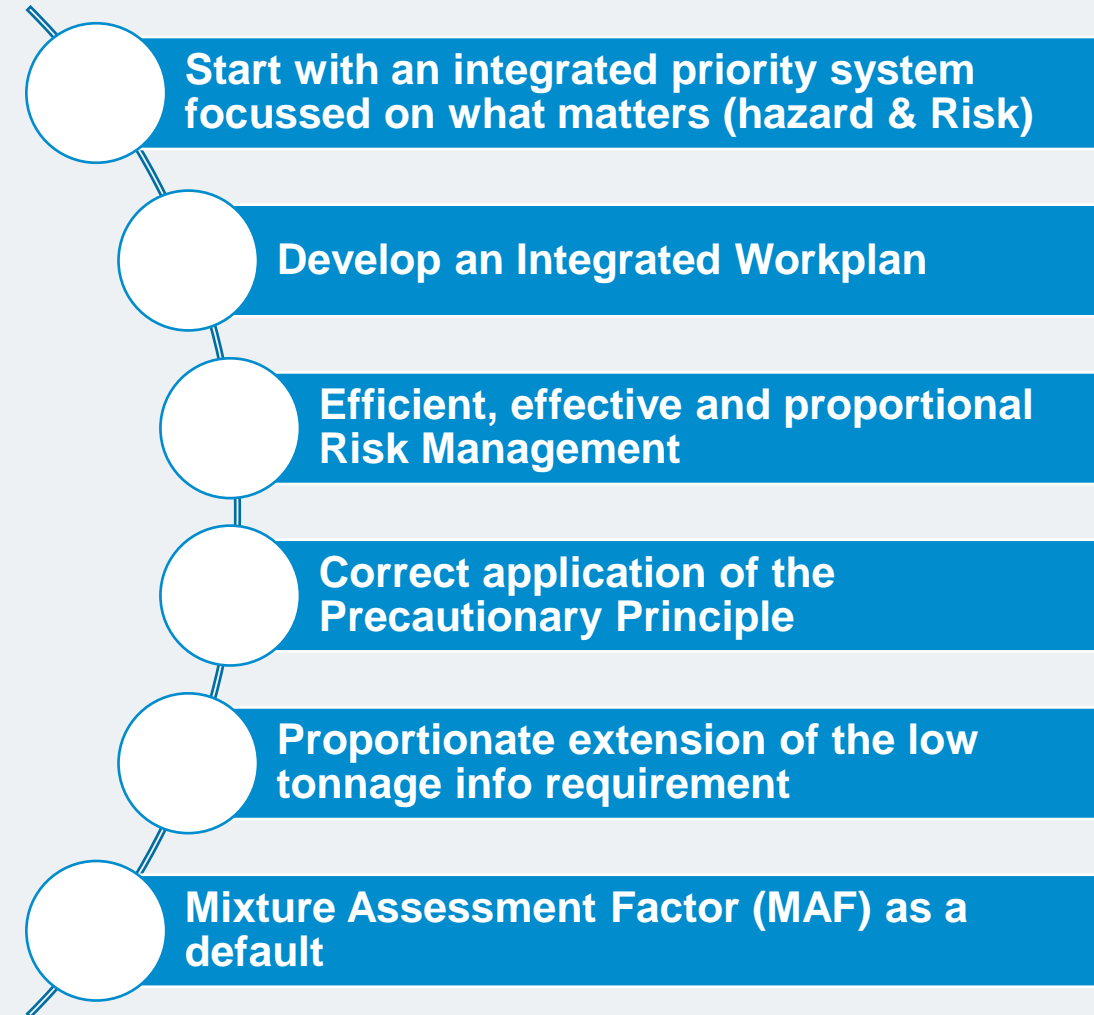 Start with an integrated priority system
focussed on what matters (hazard & Risk)
Develop an Integrated Workplan
Efficient, effective and proportional
Risk Management
Correct application of the
Precautionary Principle
Proportionate extension of the low
tonnage info requirement
Mixture Assessment Factor (MAF) as a
default